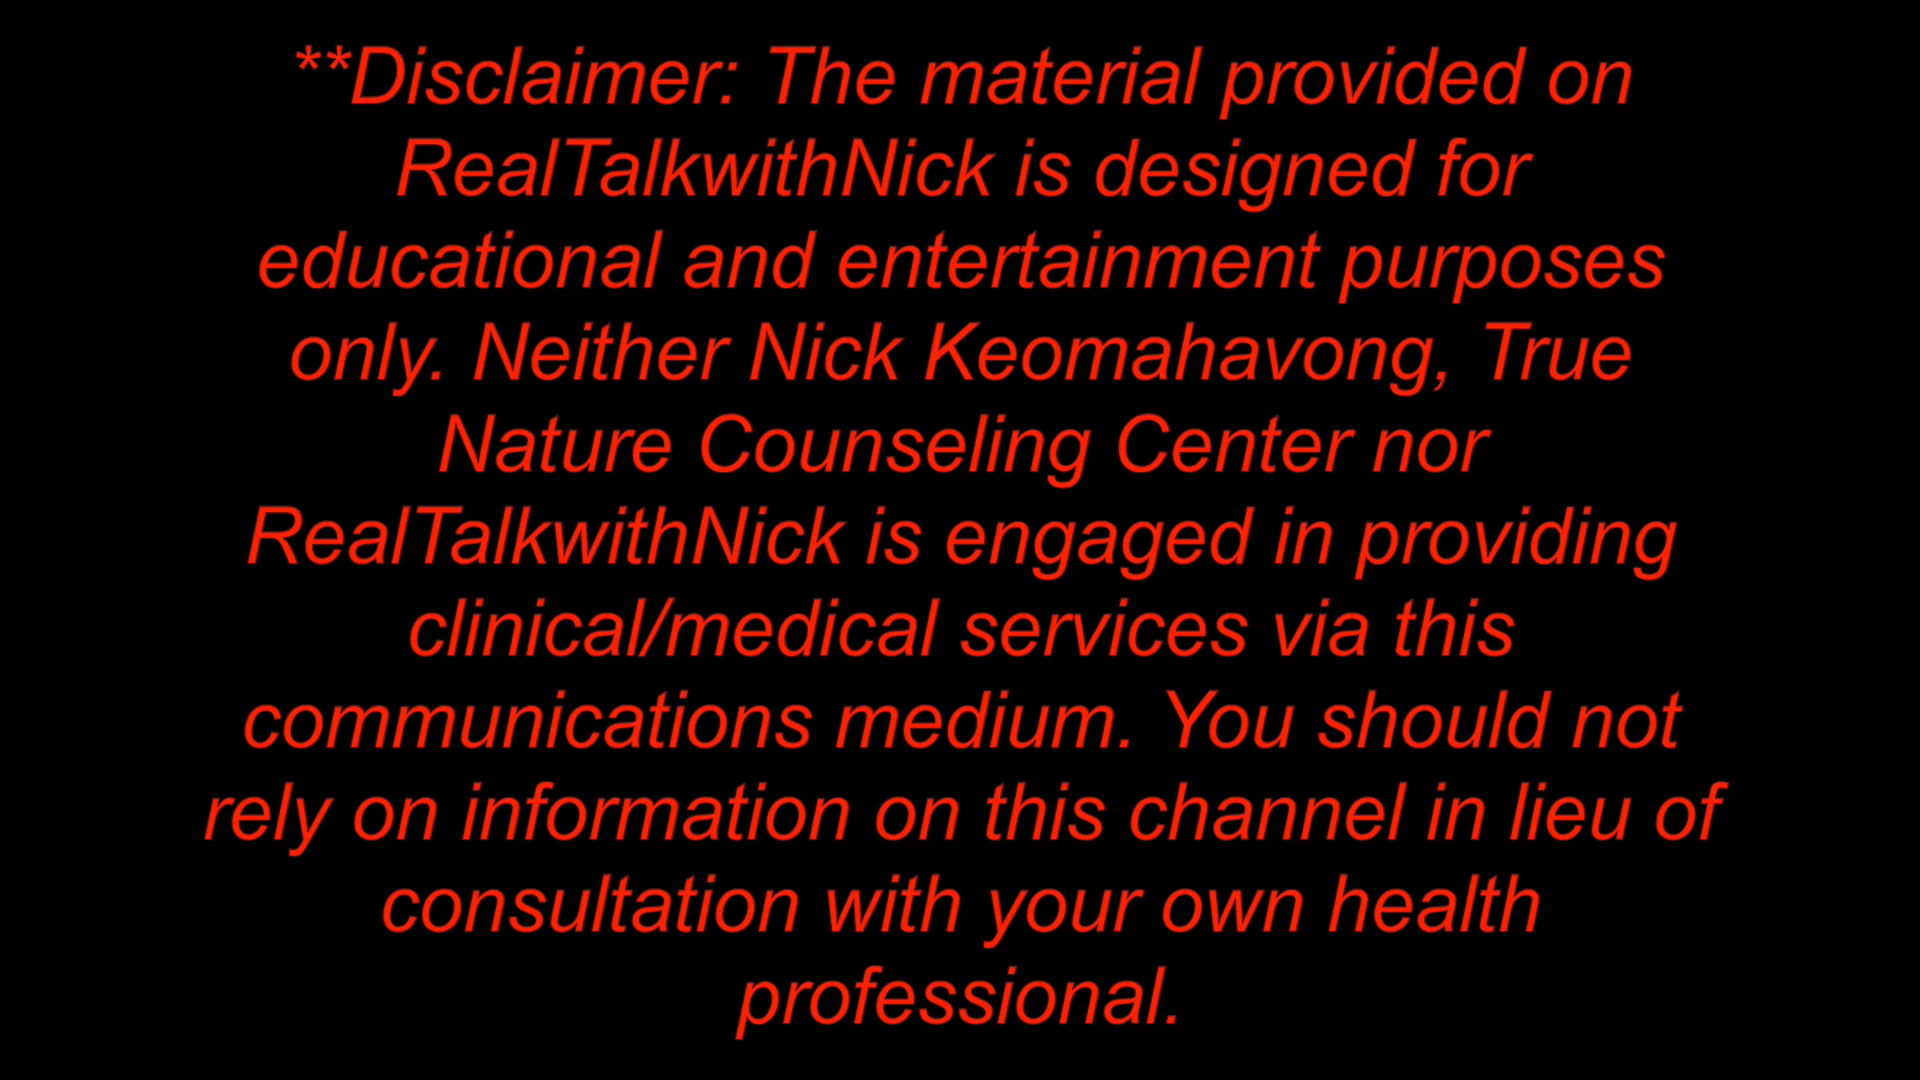 **Disclaimer: The material provided on
RealTalkwithNick is designed for
educational and entertainment purposes
only. Neither Nick Keomahavong, True
Nature Counseling Center nor
RealTalkwithNick is engaged in providing
clinical/medical services via this
communications medium. You should not
rely on information on this channel in lieu of
consultation with your own health
professional.